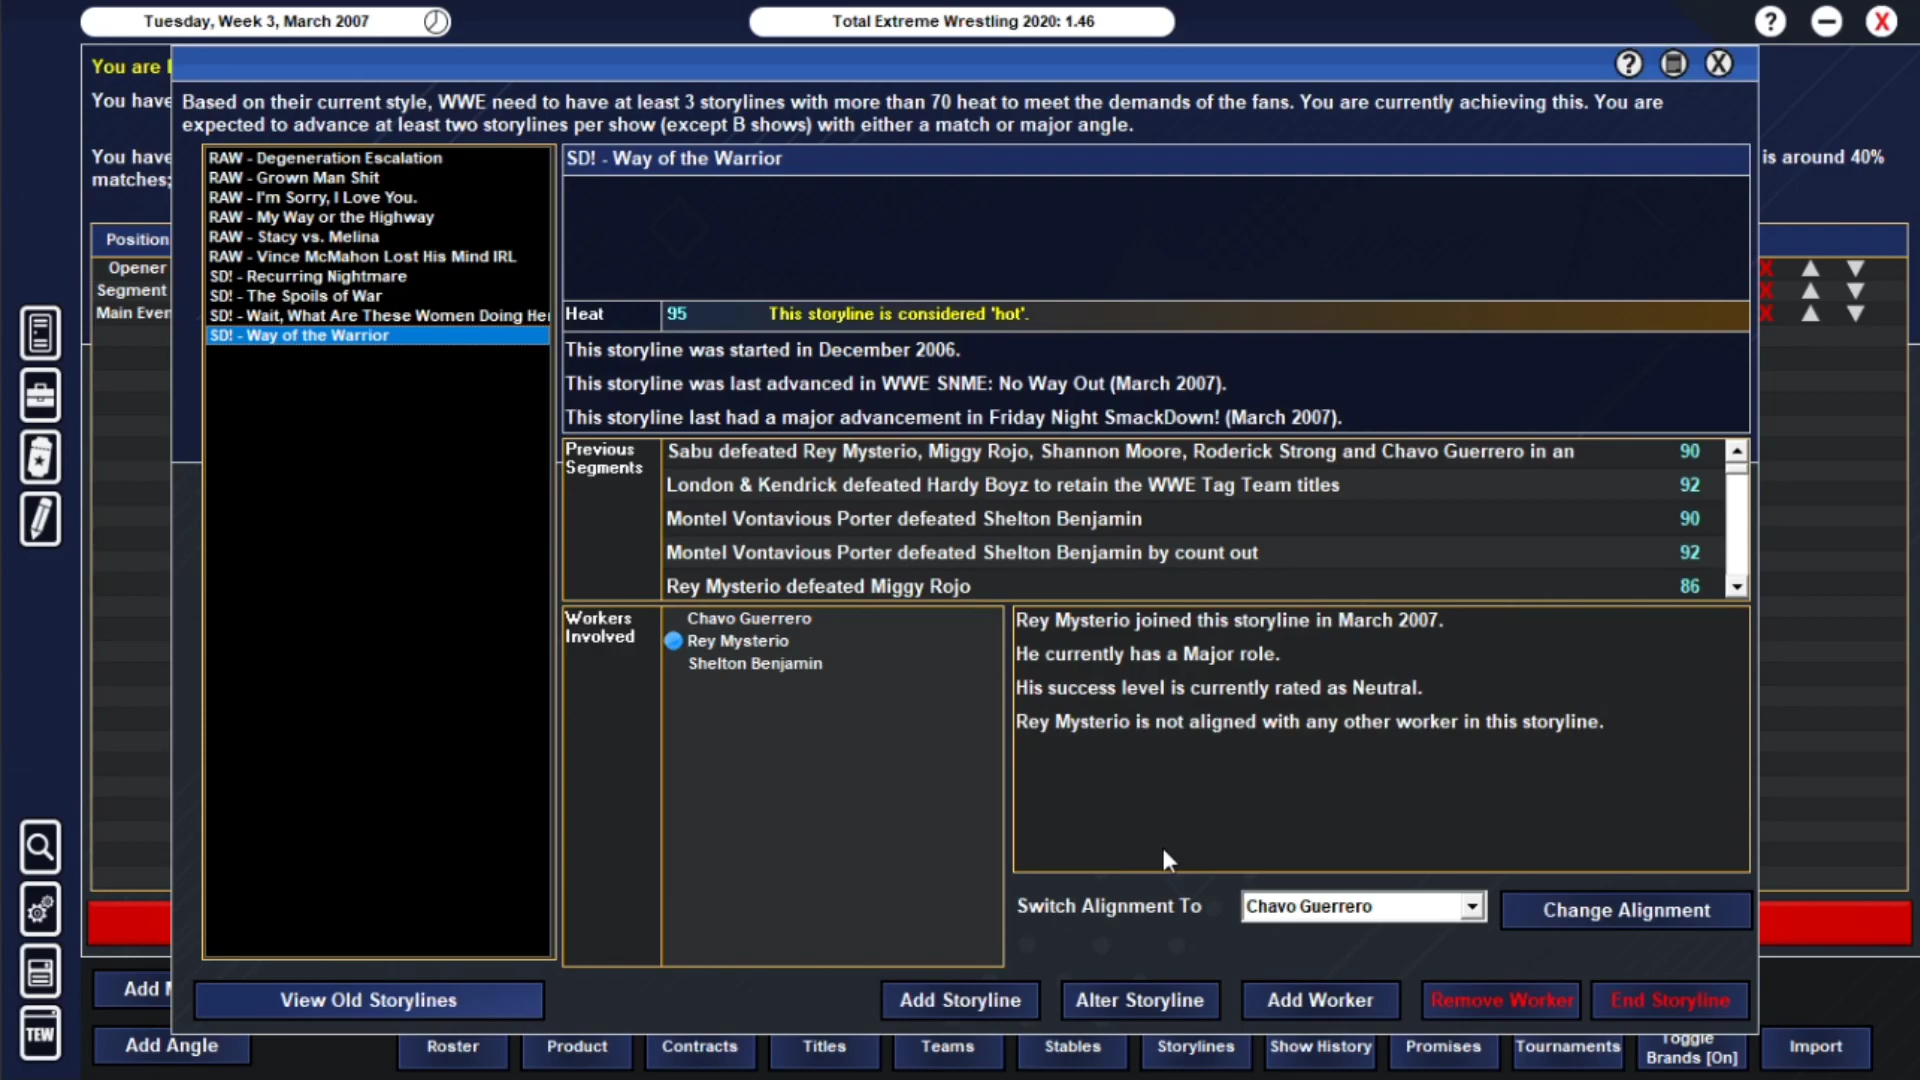 Tuesday, Week 3, March 2007
Total Extreme Wrestling 2020: 1.46
You are
You have
Based on their current style, WWE need to have at least 3 storylines with more than 70 heat to meet the demands of the fans. You are currently achieving this. You are
expected to advance at least two storylines per show (except B shows) with either a match or major angle.
You have
is around 40%
matches;
RAW - Degeneration Escalation
RAW - Grown Man Shit
RAW - I'm Sorry, I Love You.
RAW - My Way or the Highway
RAW - Stacy vs. Melina
RAW - Vince McMahon Lost His Mind IRL
SD! - Recurring Nightmare
SD! - The Spoils of War
SD! - Wait, What Are These Women Doing Her
SD! - Way of the Warrior
Position
Opener
Segment
Main Even
SD! - Way of the Warrior
Heat 95 This storyline is considered 'hot'.
This storyline was started in December 2006.
This storyline was last advanced in WWE SNME: No Way Out (March 2007).
This storyline last had a major advancement in Friday Night SmackDown! (March 2007).
Previous
Segments
Sabu defeated Rey Mysterio, Miggy Rojo, Shannon Moore, Roderick Strong and Chavo Guerrero in an 90
London & Kendrick defeated Hardy Boyz to retain the WWE Tag Team titles 92
Montel Vontavious Porter defeated Shelton Benjamin 90
Montel Vontavious Porter defeated Shelton Benjamin by count out 92
Rey Mysterio defeated Miggy Rojo 86
Workers
Involved
Chavo Guerrero
Rey Mysterio
Shelton Benjamin
Rey Mysterio joined this storyline in March 2007.
He currently has a Major role.
His success level is currently rated as Neutral.
Rey Mysterio is not aligned with any other worker in this storyline.
Switch Alignment To
Chavo Guerrero
Change Alignment
View Old Storylines
Add Storyline
Alter Storyline
Add Worker
Remove Worker
End Storyline
Add
Add Angle
Roster
Product
Contracts
Titles
Teams
Stables
Storylines
Show History
Promises
Tournaments
Toggle
Brands [On]
Import
TEW